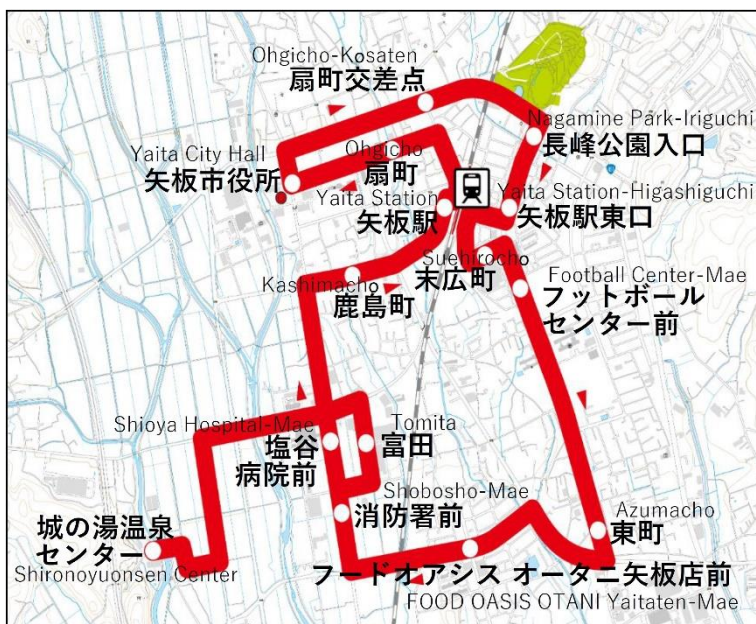 Ohgicho-Kosaten
扇町交差点
Nagamine Park-Iriguchi
長峰公園入口
Yaita City Hall
矢板市役所
Ohgicho
扇町
Yaita Station
矢板駅
Yaita Station-Higashiguchi
矢板駅東口
Suehirocho
末広町
Football Center-Mae
フットボール
センター前
Kashimacho
鹿島町
Shioya Hospital-Mae
塩谷
病院前
Tomita
富田
Shobosho-Mae
消防署前
Azumacho
東町
城の湯温泉
センター
Shironoyuonsen Center
フードオアシス オータニ矢板店前
FOOD OASIS OTANI Yaitaten-Mae